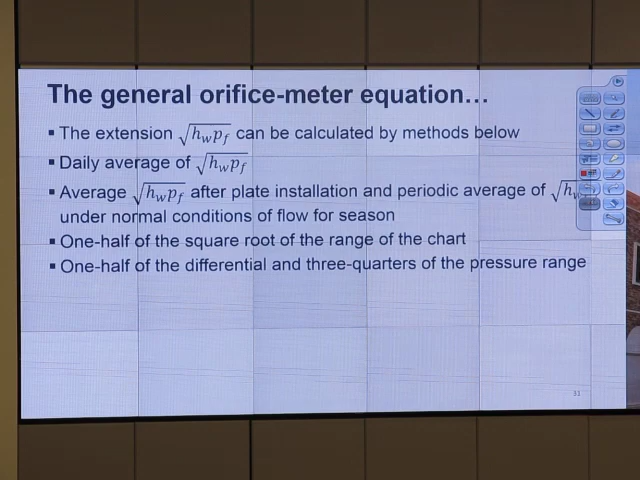 The general orifice-meter equation...
▪ The extension √h_w p_f can be calculated by methods below
▪ Daily average of √h_w p_f
▪ Average √h_w p_f after plate installation and periodic average of √h_w
under normal conditions of flow for season
▪ One-half of the square root of the range of the chart
▪ One-half of the differential and three-quarters of the pressure range
31